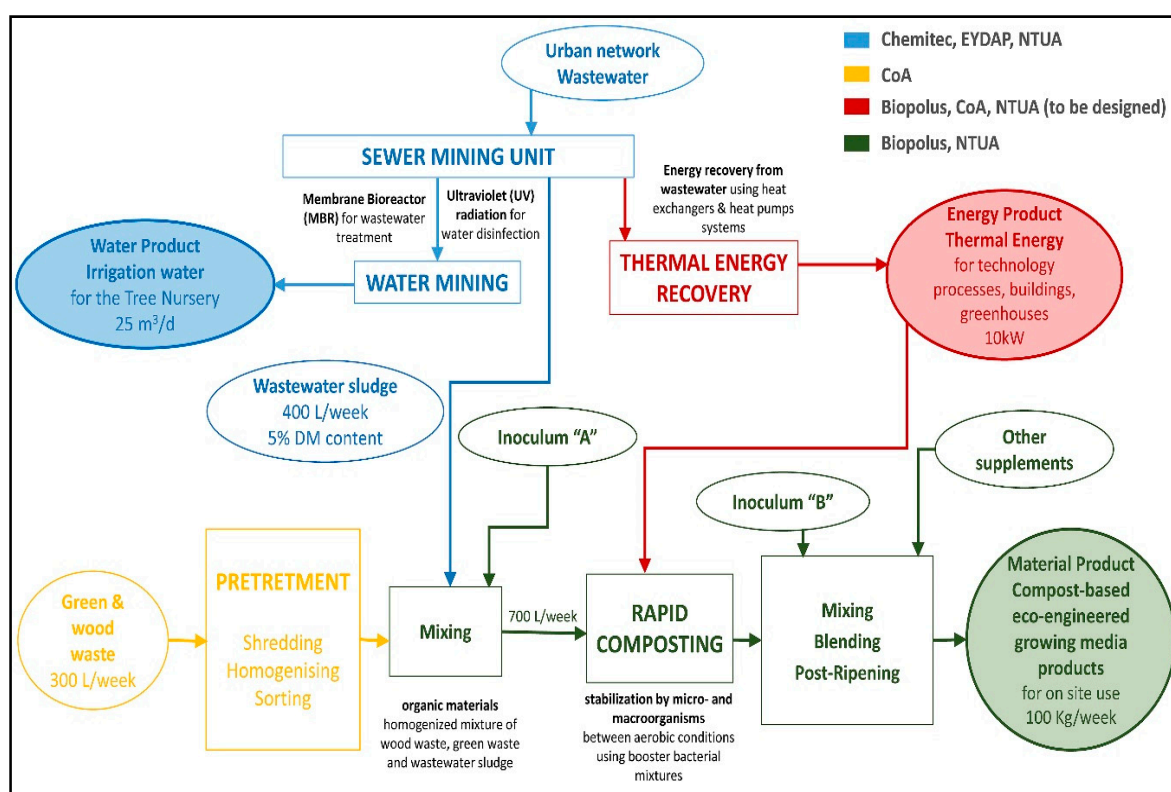 Urban network
Wastewater
Chemitec, EYDAP, NTUA
CoA
Biopolus, CoA, NTUA (to be designed)
Biopolus, NTUA
SEWER MINING UNIT
Membrane Bioreactor
(MBR) for wastewater
treatment
Ultraviolet (UV)
radiation for
water disinfection
Energy recovery from
wastewater using heat
exchangers & heat pumps
systems
Water Product
Irrigation water
for the Tree Nursery
25 m³/d
WATER MINING
THERMAL ENERGY
RECOVERY
Energy Product
Thermal Energy
for technology
processes, buildings,
greenhouses
10kW
Wastewater sludge
400 L/week
5% DM content
Inoculum “A”
Inoculum “B”
Other
supplements
Green &
wood
waste
300 L/week
PRETRETMENT
Shredding
Homogenising
Sorting
Mixing
700 L/week
RAPID
COMPOSTING
Mixing
Blending
Post-Ripening
Material Product
Compost-based
eco-engineered
growing media
products
for on site use
100 Kg/week
organic materials
homogenized mixture of
wood waste, green waste
and wastewater sludge
stabilization by micro- and
macroorganisms
between aerobic conditions
using booster bacterial
mixtures